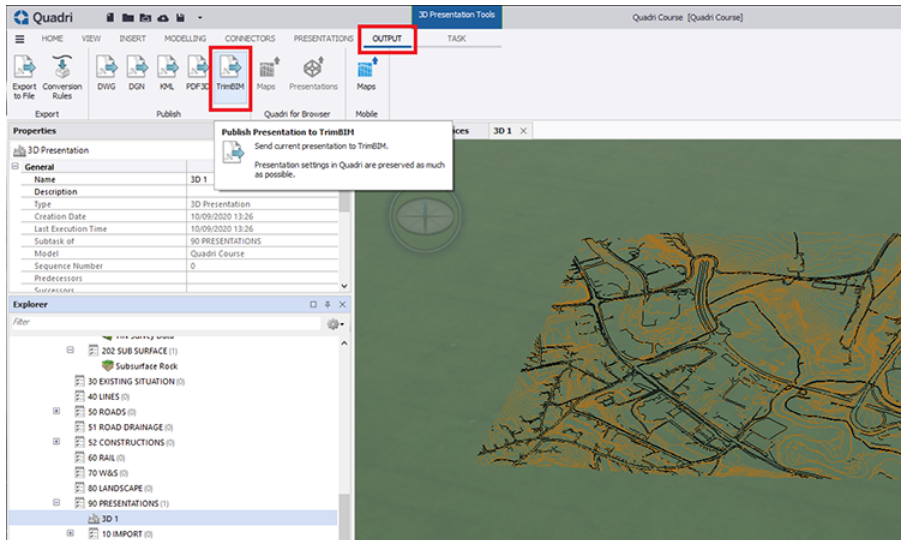 Quadri
3D Presentation Tools
Quadri Course [Quadri Course]
HOME VIEW INSERT MODELLING CONNECTORS PRESENTATIONS OUTPUT TASK
Export to File
Conversion Rules
DWG DGN KML PDF3D TrimBIM Maps Presentations Maps
Export Publish Quadri for Browser Mobile
Properties
3D 1
Publish Presentation to TrimBIM
Send current presentation to TrimBIM.
Presentation settings in Quadri are preserved as much
as possible.
3D Presentation
General
Name 3D 1
Description
Type 3D Presentation
Creation Date 10/09/2020 13:26
Last Execution Time 10/09/2020 13:26
Subtask of 90 PRESENTATIONS
Model Quadri Course
Sequence Number 0
Predecessors
Successors
Explorer
Filter
202 SUB SURFACE (1)
Subsurface Rock
30 EXISTING SITUATION (0)
40 LINES (0)
50 ROADS (0)
51 ROAD DRAINAGE (0)
52 CONSTRUCTIONS (0)
60 RAIL (0)
70 W&S (0)
80 LANDSCAPE (0)
90 PRESENTATIONS (1)
3D 1
10 IMPORT (0)